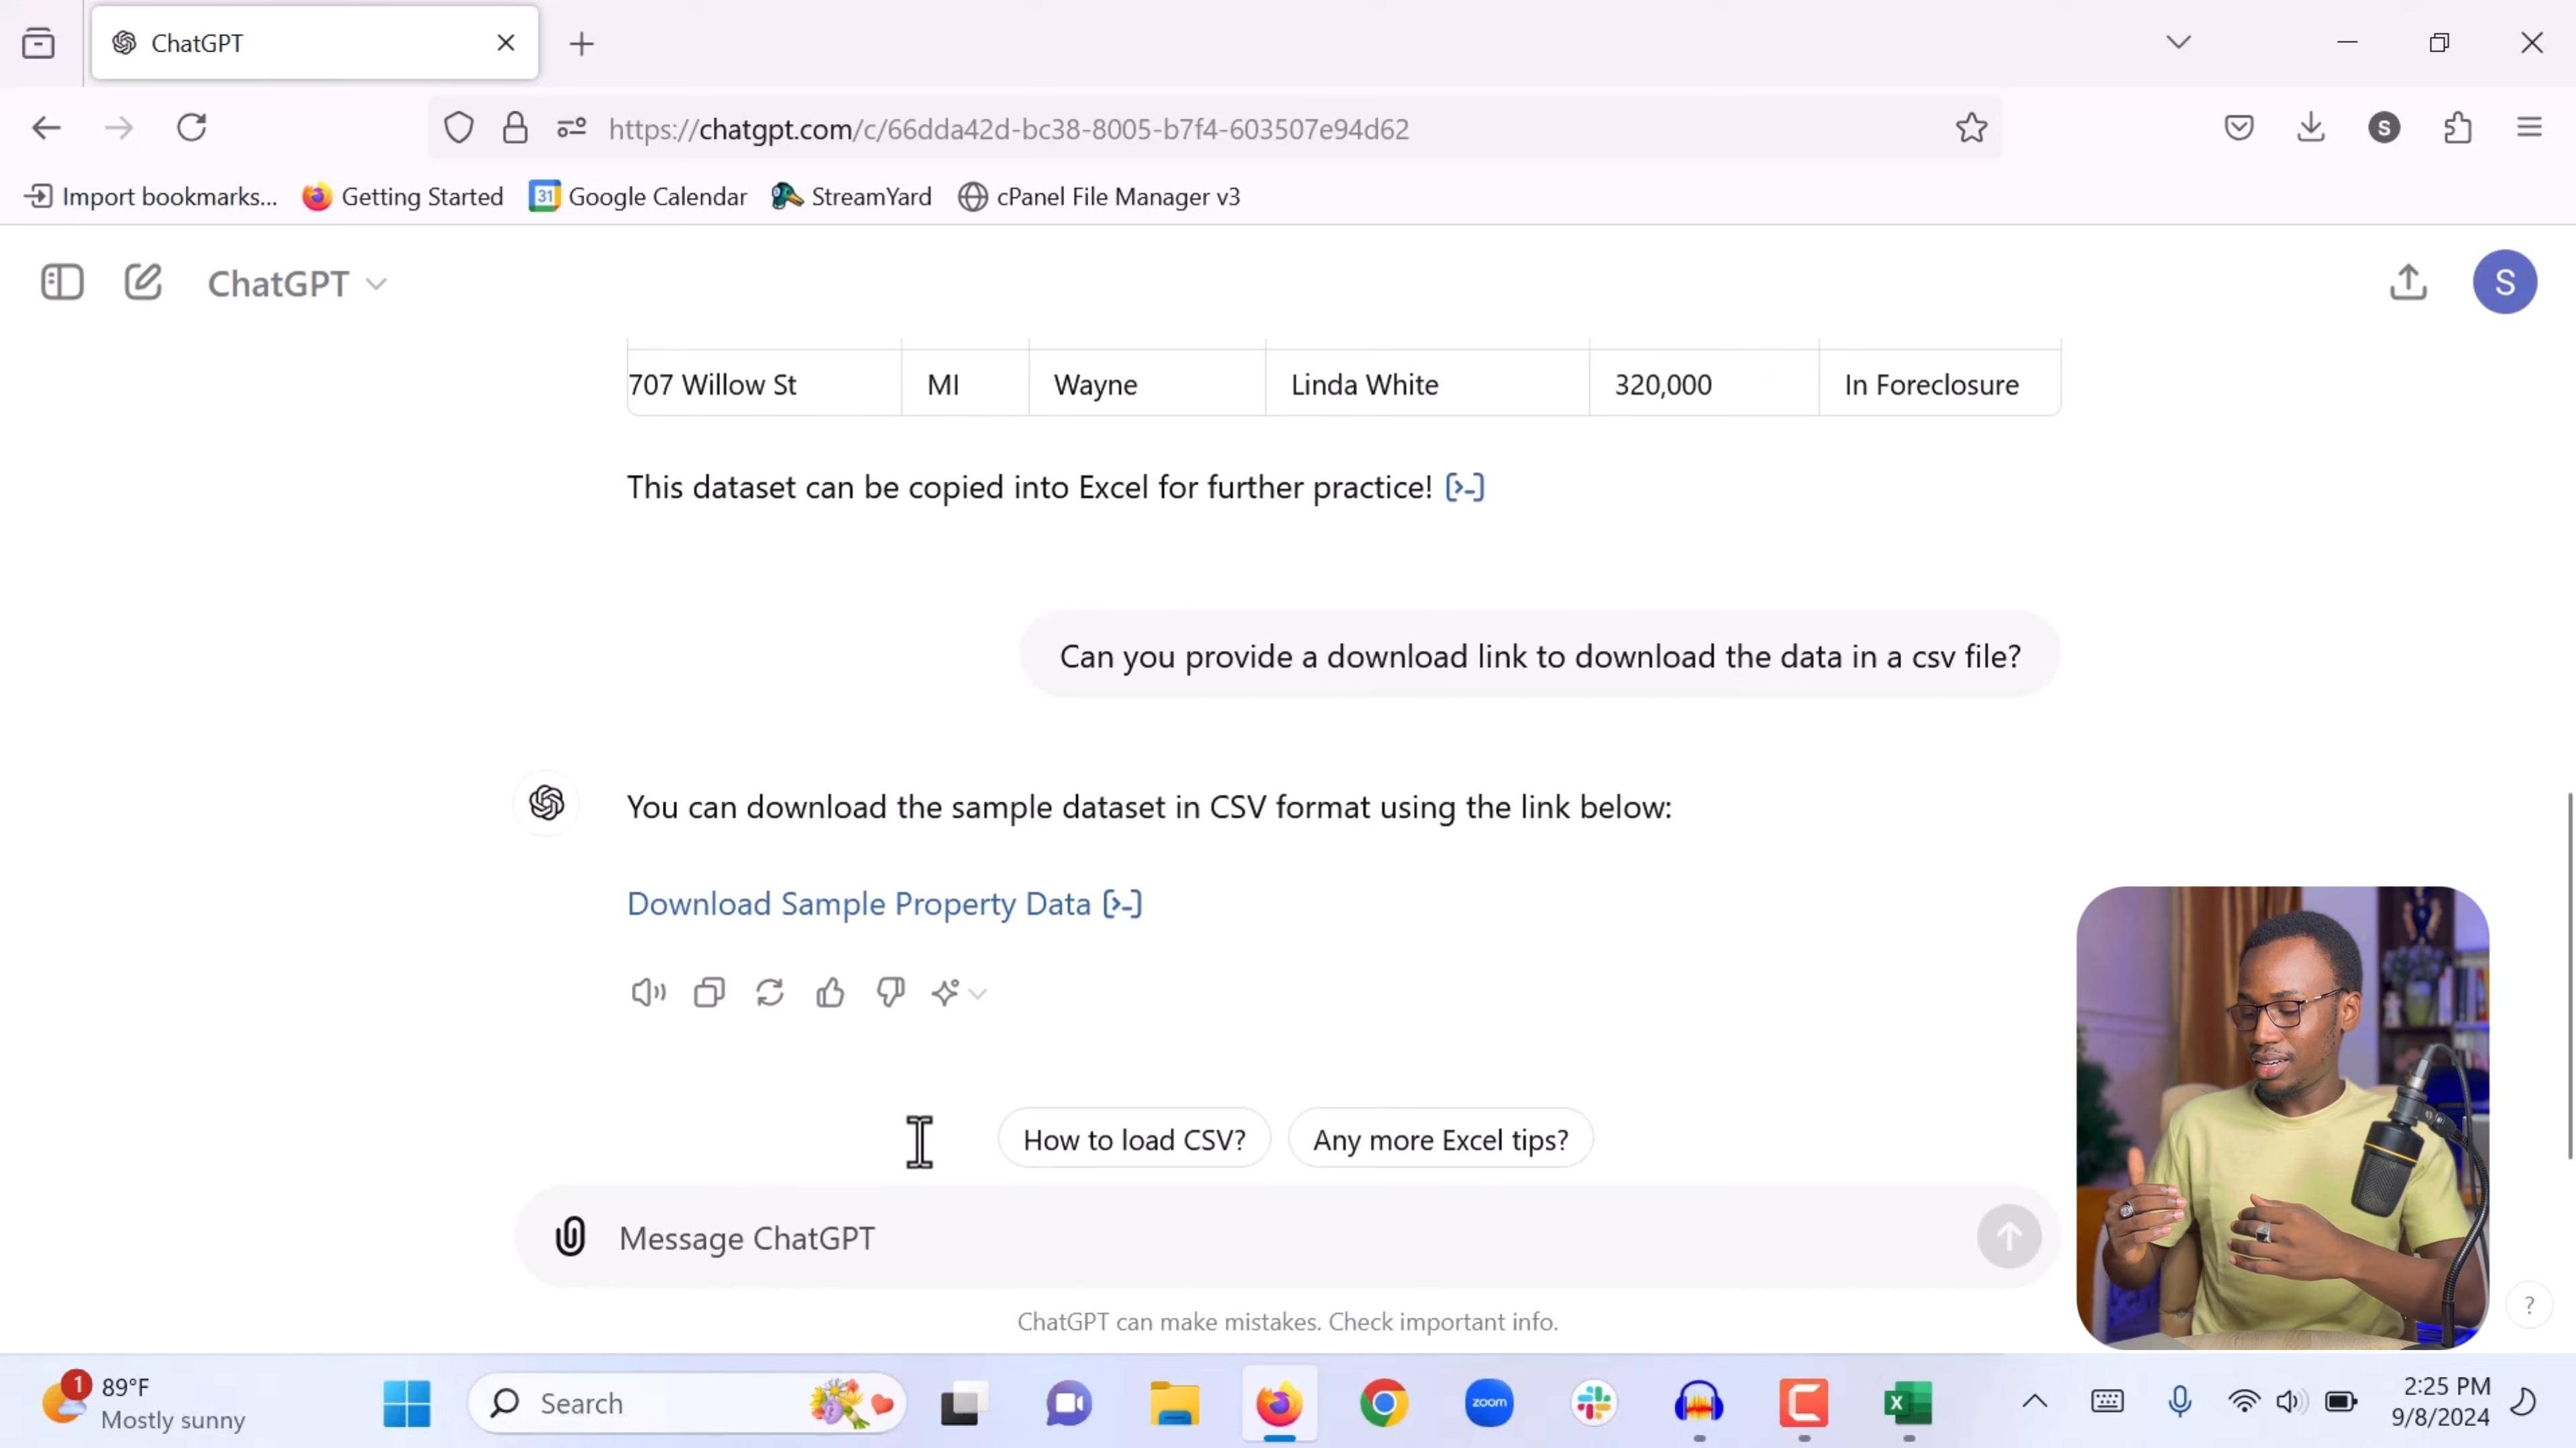 ChatGPT
https://chatgpt.com/c/66dda42d-bc38-8005-b7f4-603507e94d62
S
Import bookmarks...
Getting Started
31 Google Calendar
StreamYard
cPanel File Manager v3
ChatGPT
S
707 Willow St MI Wayne Linda White 320,000 In Foreclosure
This dataset can be copied into Excel for further practice! [>-]
Can you provide a download link to download the data in a csv file?
You can download the sample dataset in CSV format using the link below:
Download Sample Property Data [>-]
How to load CSV?
Any more Excel tips?
Message ChatGPT
ChatGPT can make mistakes. Check important info.
?
1 89°F
Mostly sunny
Search
zoom
X
2:25 PM
9/8/2024